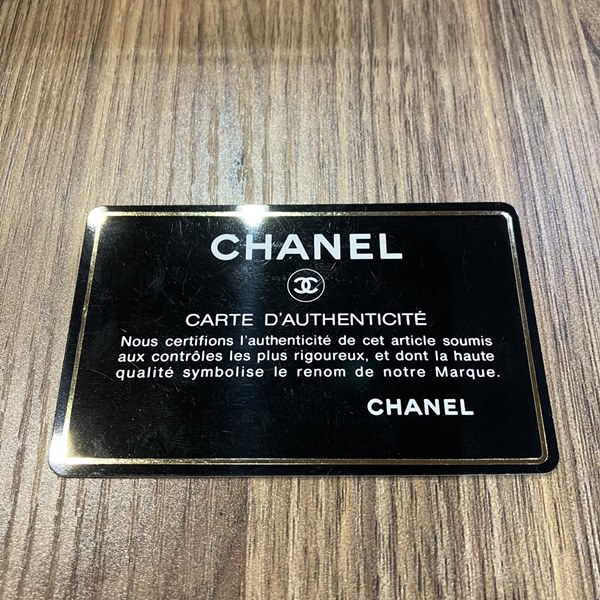 CHANEL
CARTE D'AUTHENTICITÉ
Nous certifions l'authenticité de cet article soumis
aux contrôles les plus rigoureux, et dont la haute
qualité symbolise le renom de notre Marque.
CHANEL